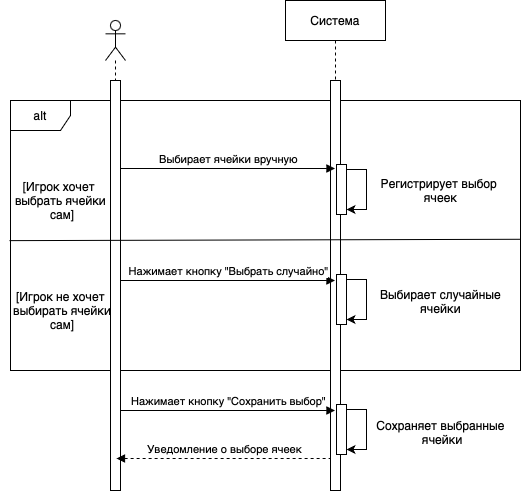 Система
alt
Выбирает ячейки вручную
[Игрок хочет
выбрать ячейки
сам]
Регистрирует выбор
ячеек
Нажимает кнопку "Выбрать случайно"
[Игрок не хочет
выбирать ячейки
сам]
Выбирает случайные
ячейки
Нажимает кнопку "Сохранить выбор"
Сохраняет выбранные
ячейки
Уведомление о выборе ячеек